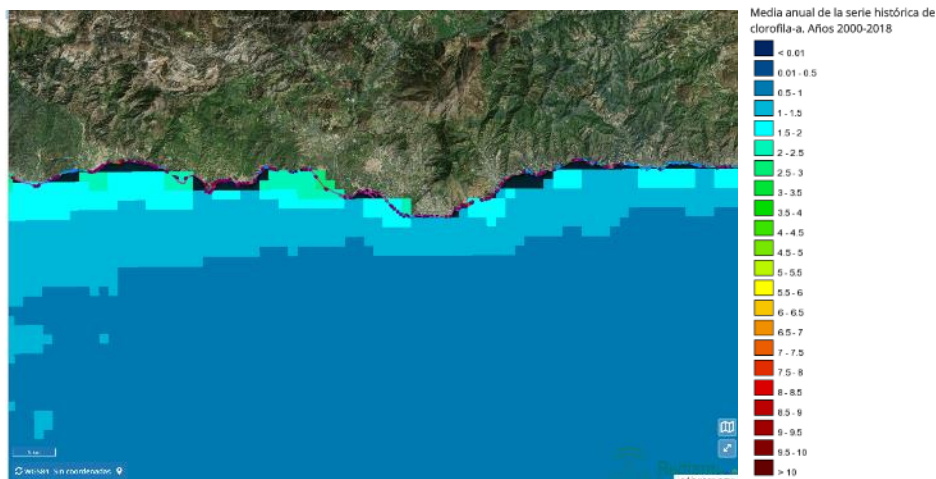 Media anual de la serie histórica de
clorofila-a. Años 2000-2018
< 0.01
0.01 - 0.5
0.5 - 1
1 - 1.5
1.5 - 2
2 - 2.5
2.5 - 3
3 - 3.5
3.5 - 4
4 - 4.5
4.5 - 5
5 - 5.5
5.5 - 6
6 - 6.5
6.5 - 7
7 - 7.5
7.5 - 8
8 - 8.5
8.5 - 9
9 - 9.5
9.5 - 10
> 10
WGS84 Sin coordenadas